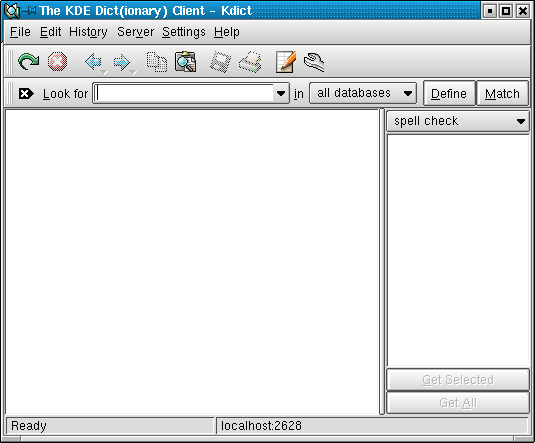 The KDE Dict(ionary) Client - Kdict
File Edit History Server Settings Help
Look for in all databases Define Match
spell check
Get Selected
Get All
Ready localhost:2628